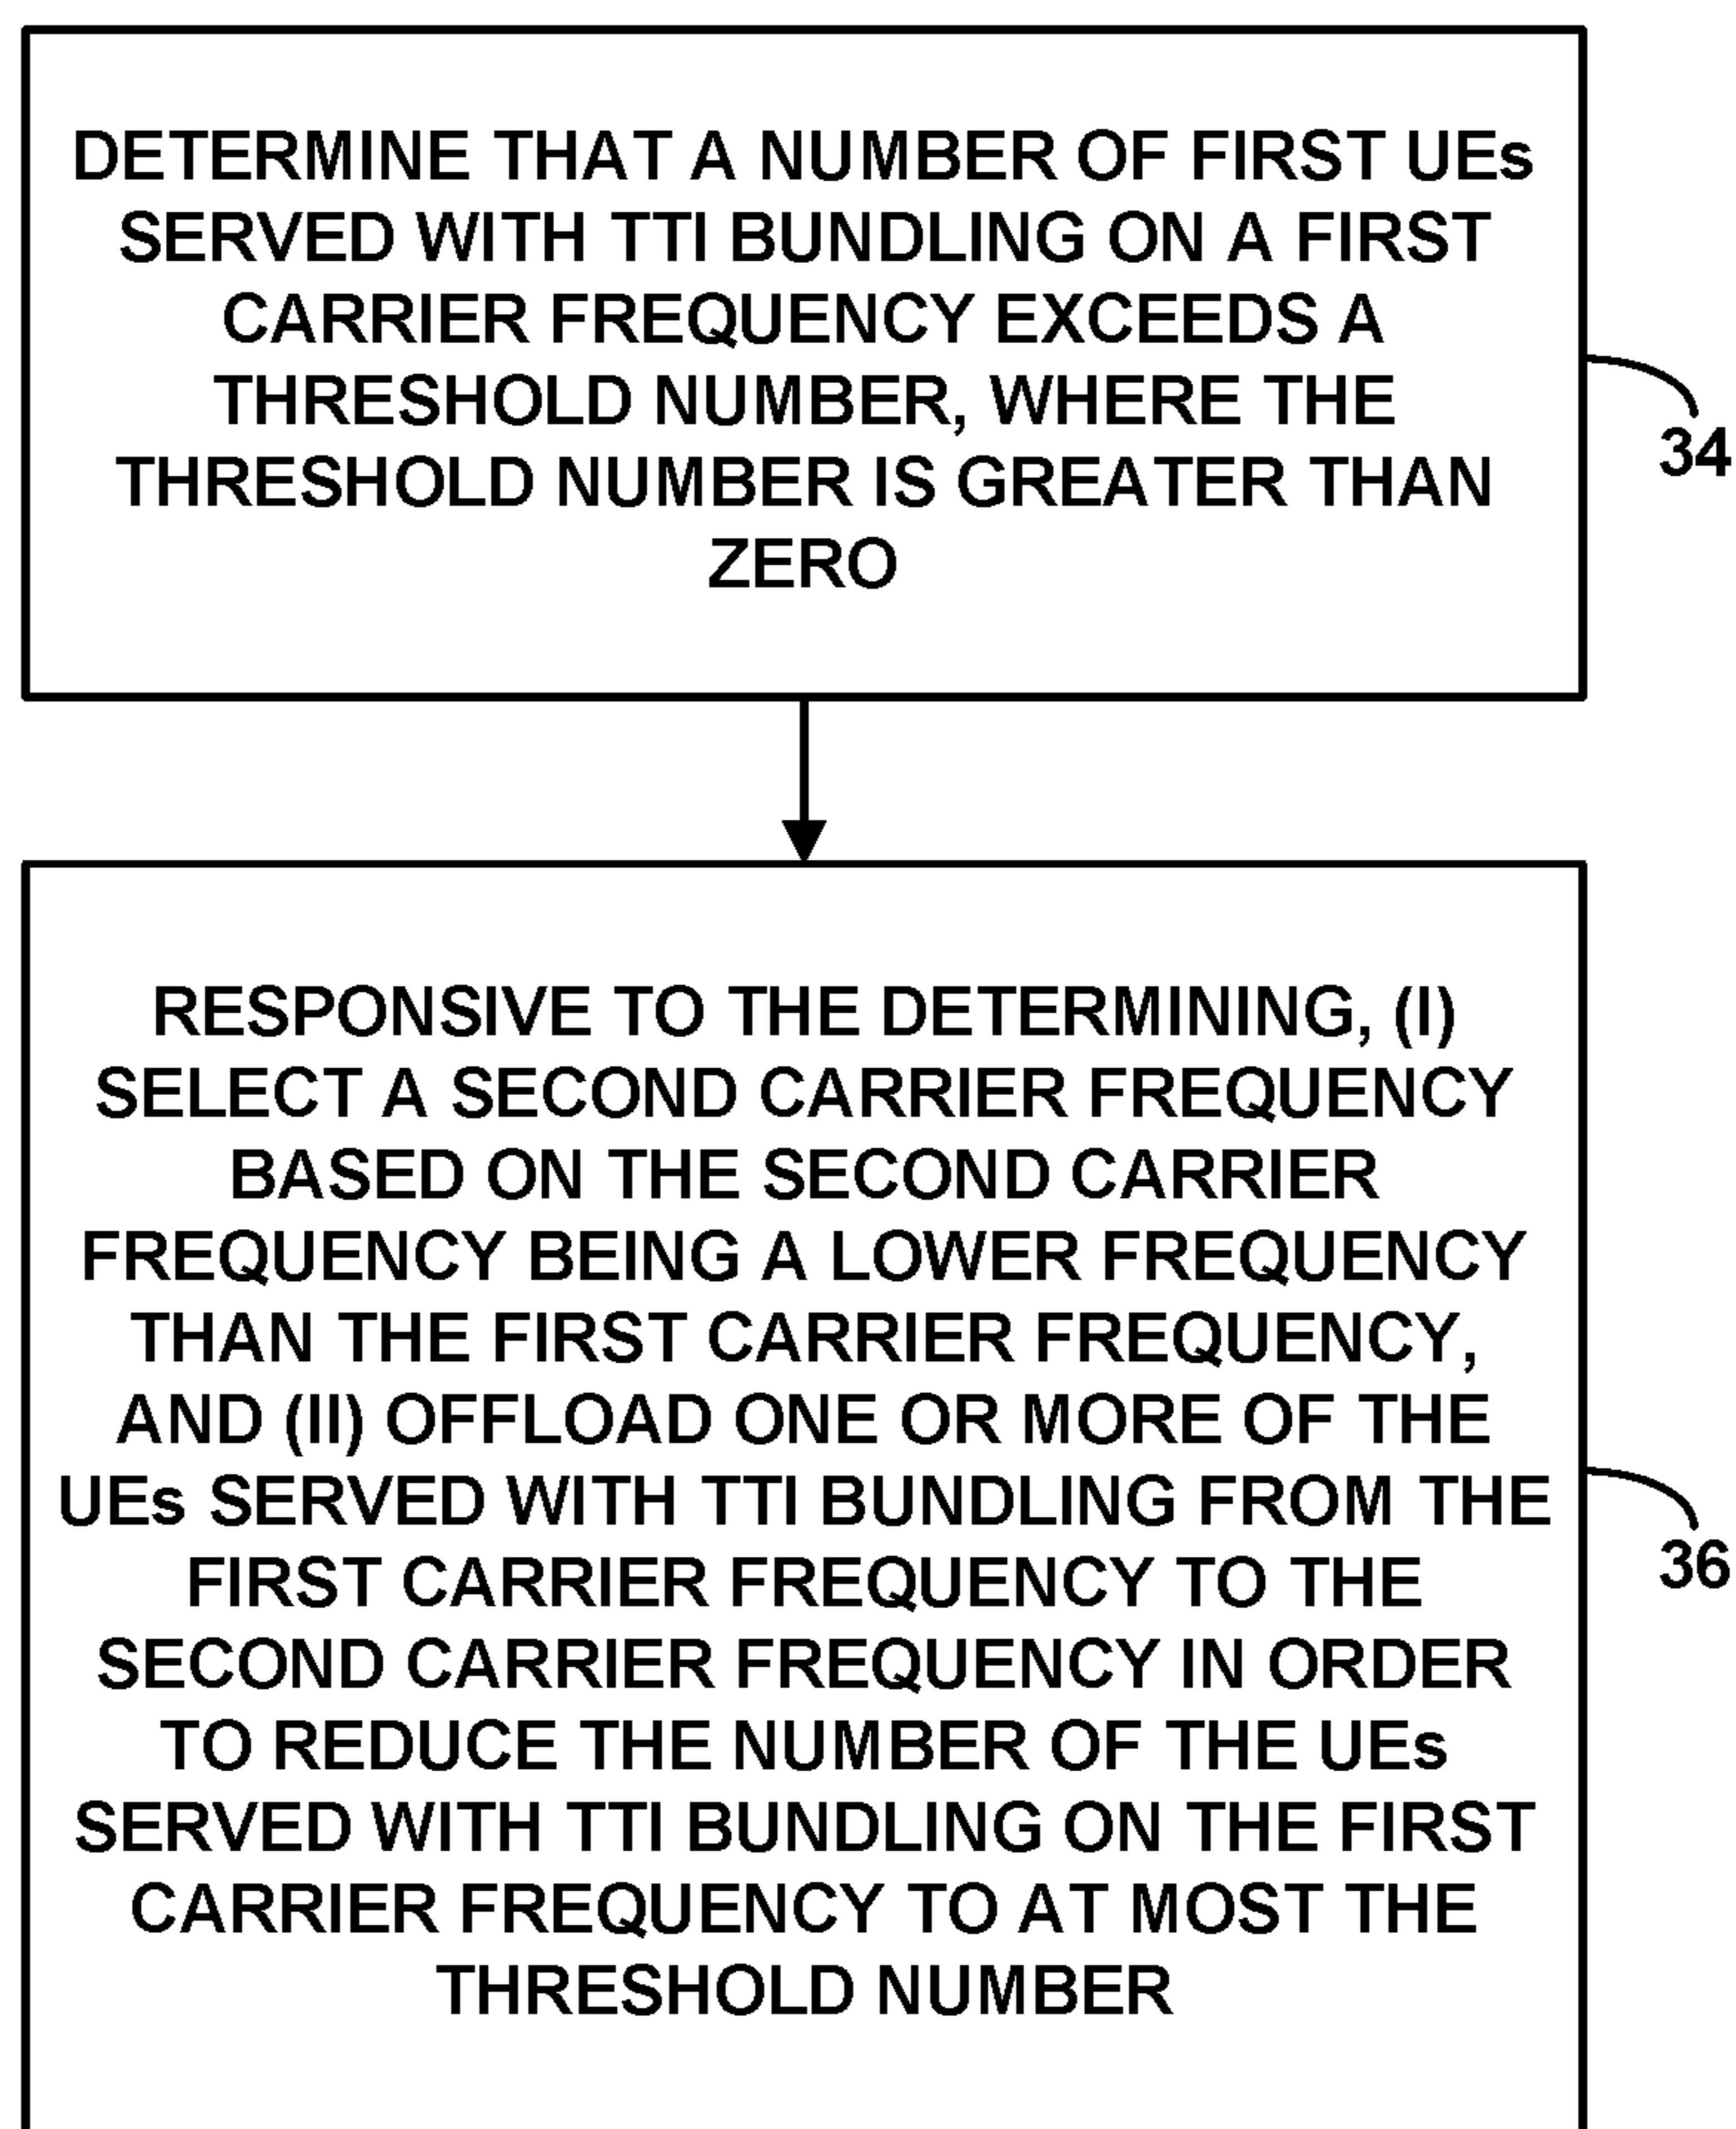 DETERMINE THAT A NUMBER OF FIRST UEs
SERVED WITH TTI BUNDLING ON A FIRST
CARRIER FREQUENCY EXCEEDS A
THRESHOLD NUMBER, WHERE THE
THRESHOLD NUMBER IS GREATER THAN
ZERO
34
RESPONSIVE TO THE DETERMINING, (I)
SELECT A SECOND CARRIER FREQUENCY
BASED ON THE SECOND CARRIER
FREQUENCY BEING A LOWER FREQUENCY
THAN THE FIRST CARRIER FREQUENCY,
AND (II) OFFLOAD ONE OR MORE OF THE
UEs SERVED WITH TTI BUNDLING FROM THE
FIRST CARRIER FREQUENCY TO THE
SECOND CARRIER FREQUENCY IN ORDER
TO REDUCE THE NUMBER OF THE UEs
SERVED WITH TTI BUNDLING ON THE FIRST
CARRIER FREQUENCY TO AT MOST THE
THRESHOLD NUMBER
36